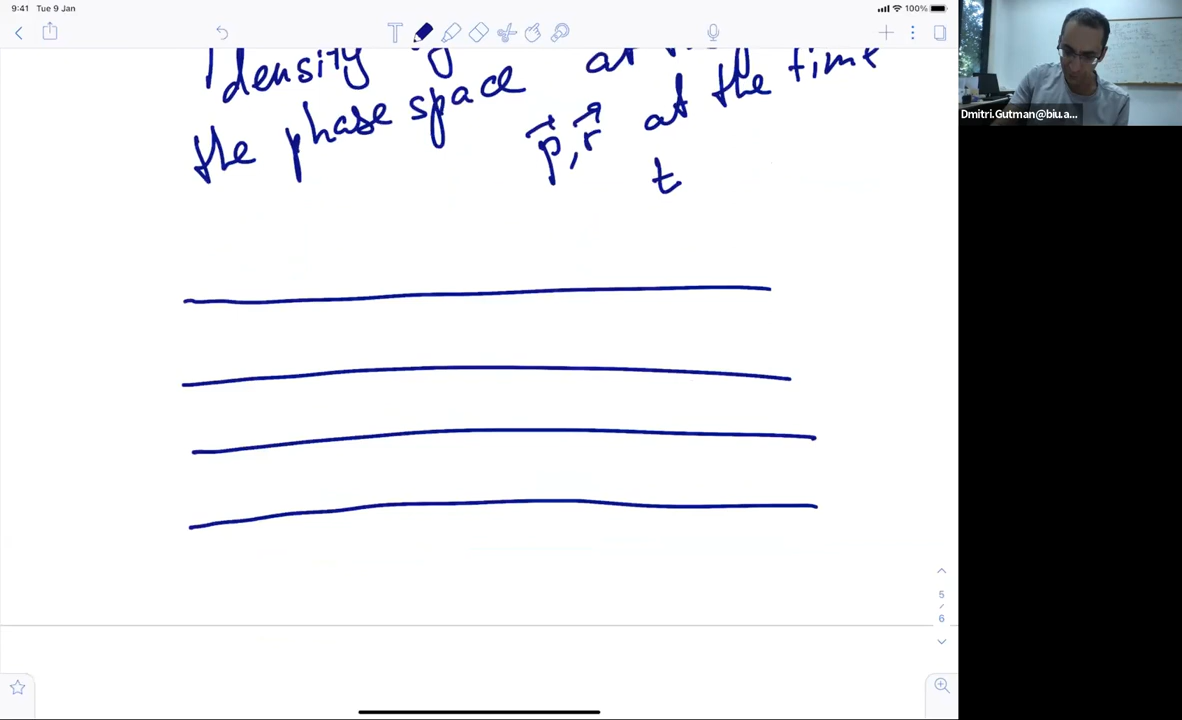 9:41 Tue 9 Jan
100%
T
density
at
the phase space
p⃗, r⃗ at the time
t
5
/
6
Dmitri.Gutman@biu.a...